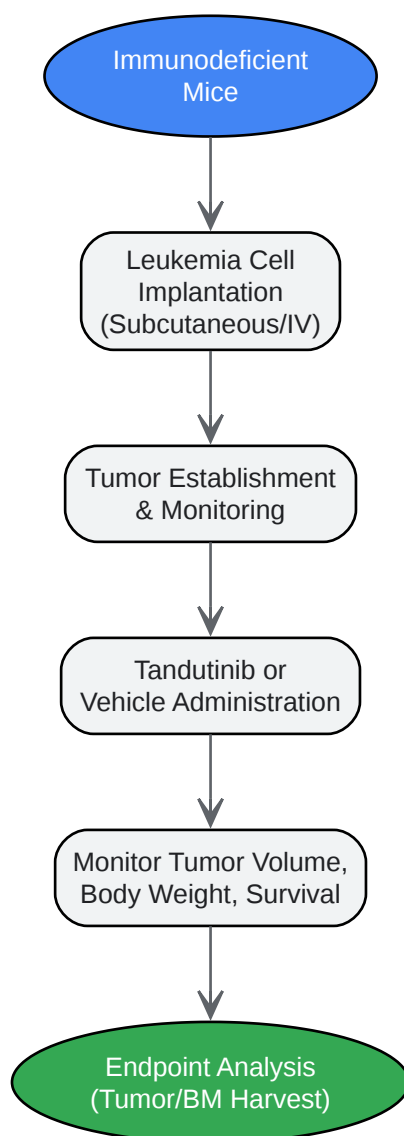 Immunodeficient
Mice
Leukemia Cell
Implantation
(Subcutaneous/IV)
Tumor Establishment
& Monitoring
Tandutinib or
Vehicle Administration
Monitor Tumor Volume,
Body Weight, Survival
Endpoint Analysis
(Tumor/BM Harvest)